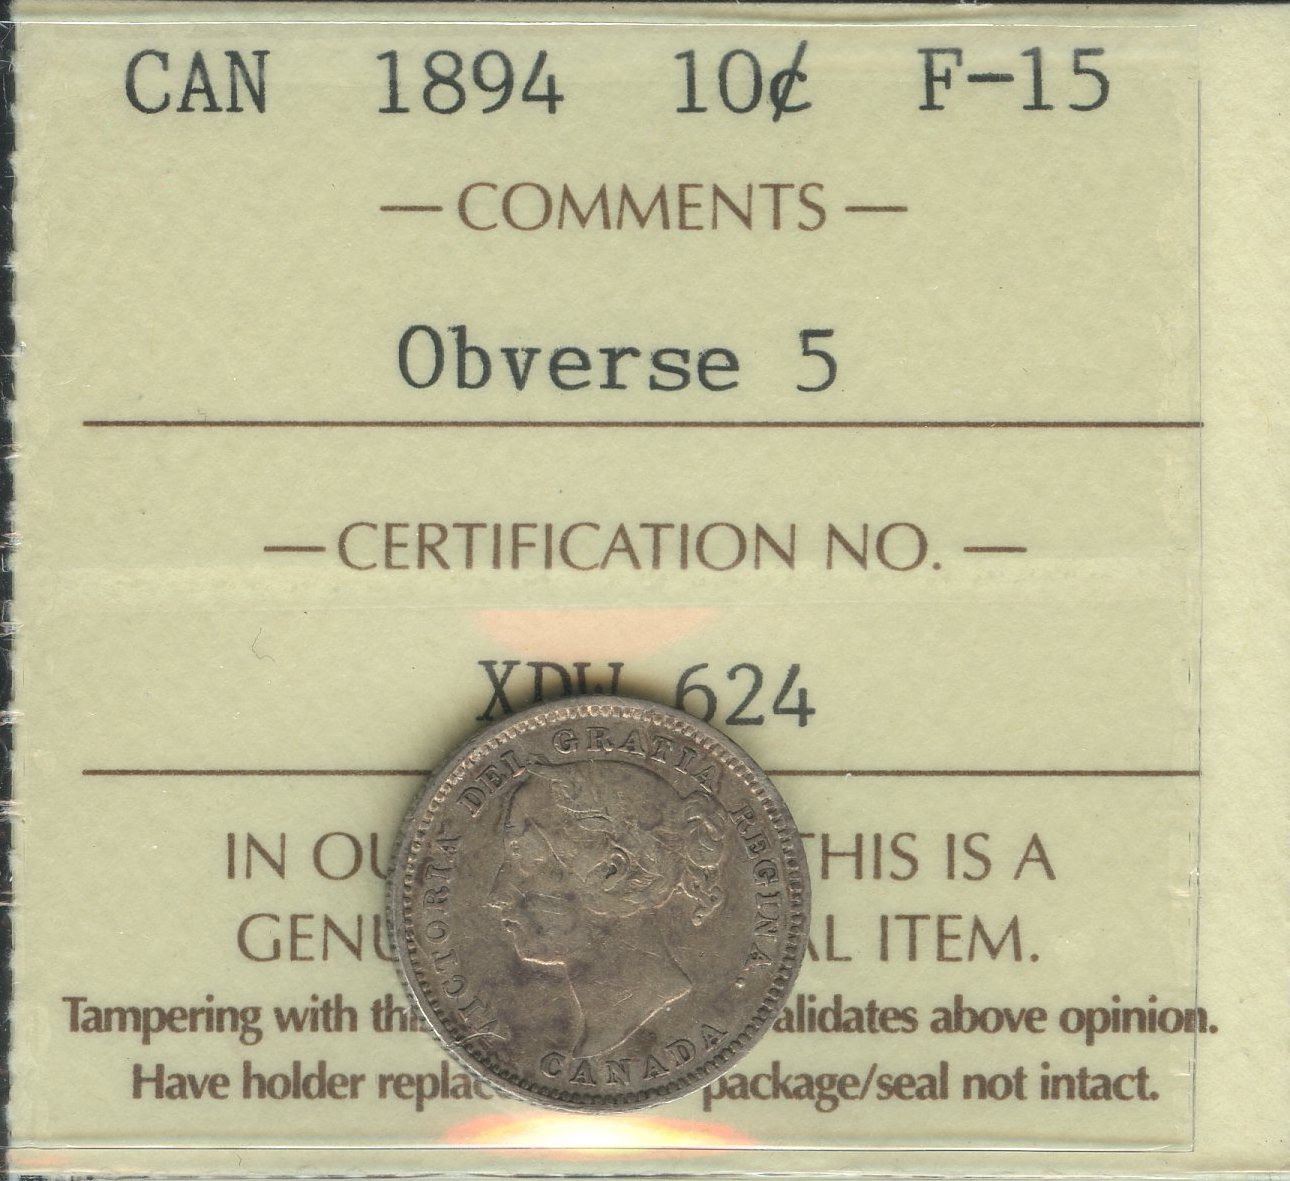 CAN 1894 10¢ F-15
— COMMENTS —
Obverse 5
— CERTIFICATION NO. —
XDW 624
IN OU THIS IS A
GENU AL ITEM.
Tampering with thi alidates above opinion.
Have holder replac package/seal not intact.
VICTORIA DEI GRATIA REGINA.
CANADA